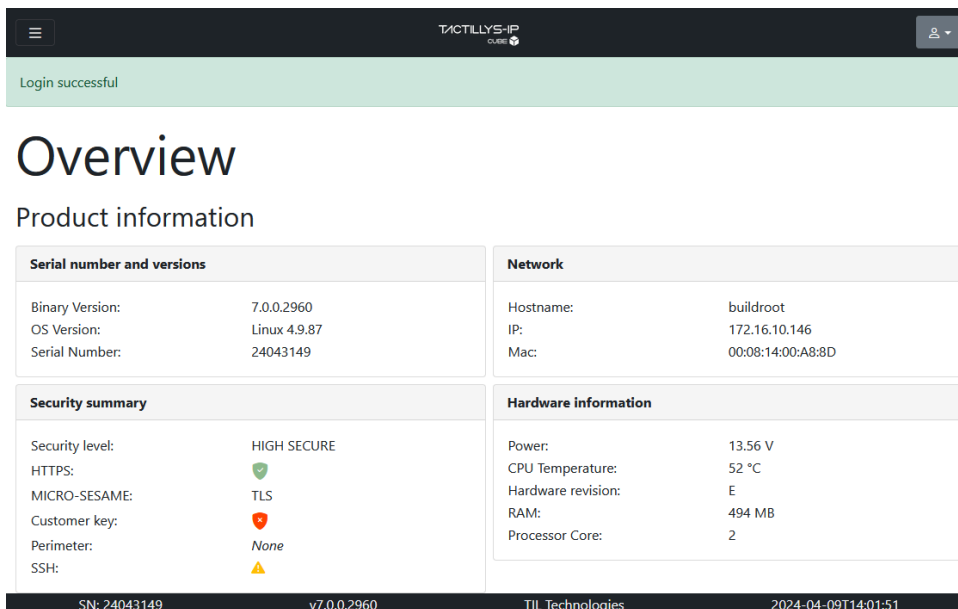 TACTILLYS-IP
CUBE
Login successful
Overview
Product information
Serial number and versions
Binary Version: 7.0.0.2960
OS Version: Linux 4.9.87
Serial Number: 24043149
Network
Hostname: buildroot
IP: 172.16.10.146
Mac: 00:08:14:00:A8:8D
Security summary
Security level: HIGH SECURE
HTTPS:
MICRO-SESAME: TLS
Customer key:
Perimeter: None
SSH:
Hardware information
Power: 13.56 V
CPU Temperature: 52 °C
Hardware revision: E
RAM: 494 MB
Processor Core: 2
SN: 24043149 v7.0.0.2960 TIL Technologies 2024-04-09T14:01:51